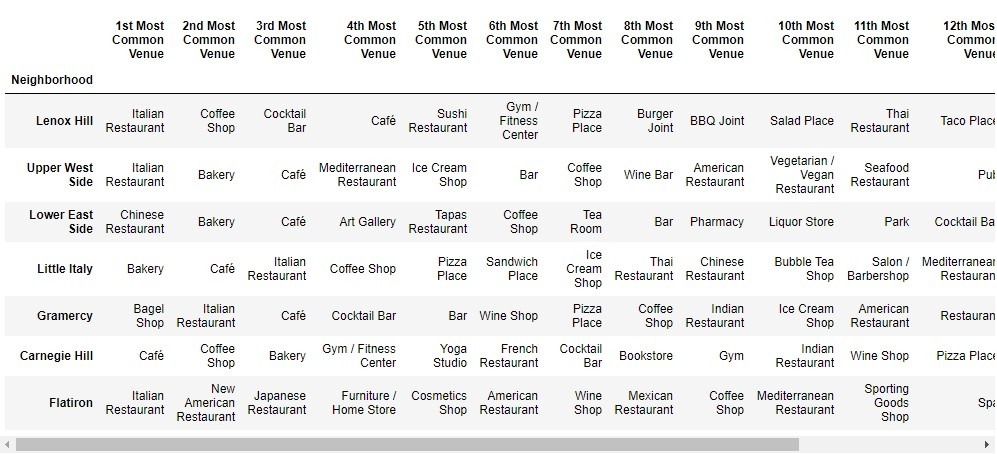 Neighborhood | 1st Most Common Venue | 2nd Most Common Venue | 3rd Most Common Venue | 4th Most Common Venue | 5th Most Common Venue | 6th Most Common Venue | 7th Most Common Venue | 8th Most Common Venue | 9th Most Common Venue | 10th Most Common Venue | 11th Most Common Venue | 12th Most Common Venue
Lenox Hill | Italian Restaurant | Coffee Shop | Cocktail Bar | Café | Sushi Restaurant | Gym / Fitness Center | Pizza Place | Burger Joint | BBQ Joint | Salad Place | Thai Restaurant | Taco Place
Upper West Side | Italian Restaurant | Bakery | Café | Mediterranean Restaurant | Ice Cream Shop | Bar | Coffee Shop | Wine Bar | American Restaurant | Vegetarian / Vegan Restaurant | Seafood Restaurant | Pub
Lower East Side | Chinese Restaurant | Bakery | Café | Art Gallery | Tapas Restaurant | Coffee Shop | Tea Room | Bar | Pharmacy | Liquor Store | Park | Cocktail Ba
Little Italy | Bakery | Café | Italian Restaurant | Coffee Shop | Pizza Place | Sandwich Place | Ice Cream Shop | Thai Restaurant | Chinese Restaurant | Bubble Tea Shop | Salon / Barbershop | Mediterranean Restauran
Gramercy | Bagel Shop | Italian Restaurant | Café | Cocktail Bar | Bar | Wine Shop | Pizza Place | Coffee Shop | Indian Restaurant | Ice Cream Shop | American Restaurant | Restauran
Carnegie Hill | Café | Coffee Shop | Bakery | Gym / Fitness Center | Yoga Studio | French Restaurant | Cocktail Bar | Bookstore | Gym | Indian Restaurant | Wine Shop | Pizza Place
Flatiron | Italian Restaurant | New American Restaurant | Japanese Restaurant | Furniture / Home Store | Cosmetics Shop | American Restaurant | Wine Shop | Mexican Restaurant | Coffee Shop | Mediterranean Restaurant | Sporting Goods Shop | Spa